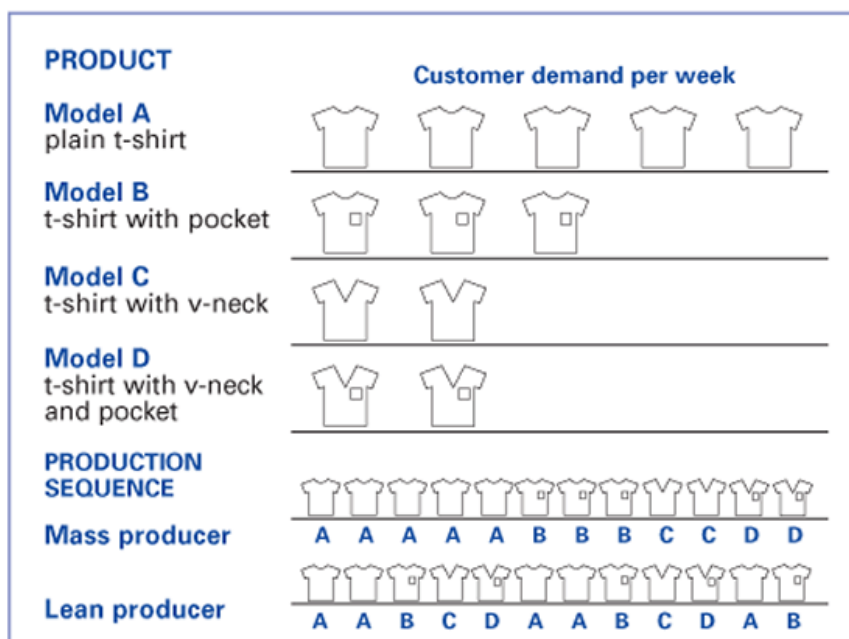 PRODUCT
Customer demand per week
Model A
plain t-shirt
Model B
t-shirt with pocket
Model C
t-shirt with v-neck
Model D
t-shirt with v-neck
and pocket
PRODUCTION
SEQUENCE
Mass producer
A A A A A B B B C C D D
Lean producer
A A B C D A A B C D A B